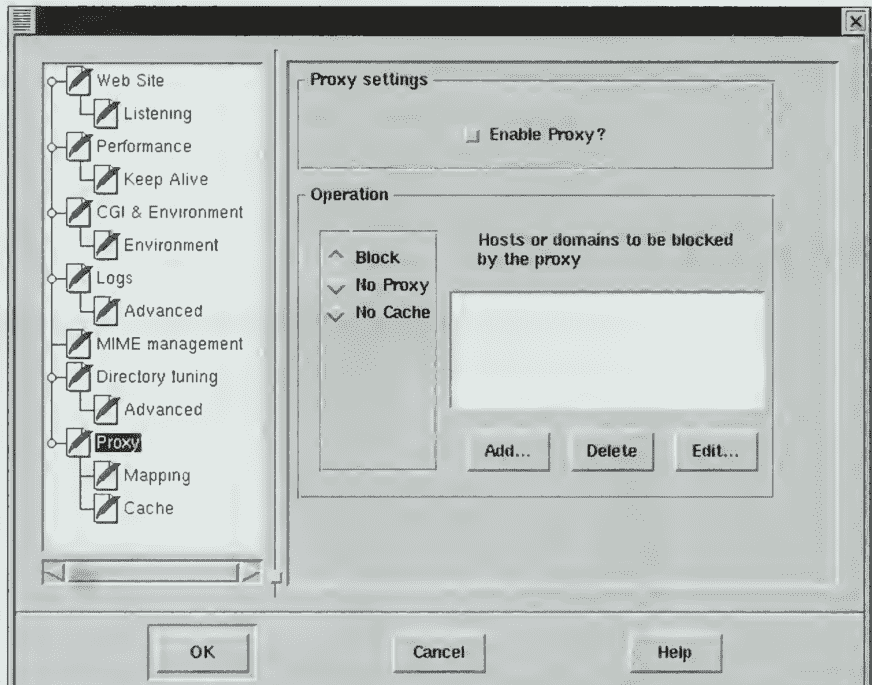 Web Site
Listening
Performance
Keep Alive
CGI & Environment
Environment
Logs
Advanced
MIME management
Directory tuning
Advanced
Proxy
Mapping
Cache
Proxy settings
Enable Proxy?
Operation
Block
No Proxy
No Cache
Hosts or domains to be blocked
by the proxy
Add...
Delete
Edit...
OK
Cancel
Help